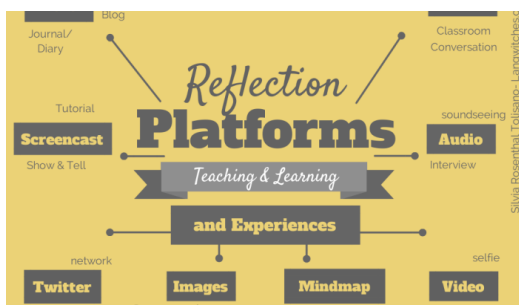 Blog
Journal/
Diary
Classroom
Conversation
Reflection
Platforms
Teaching & Learning
and Experiences
Tutorial
Screencast
Show & Tell
soundseeing
Audio
Interview
network
Twitter
Images
Mindmap
selfie
Video
Silvia Rosenthal Tolisano- Langwitches.